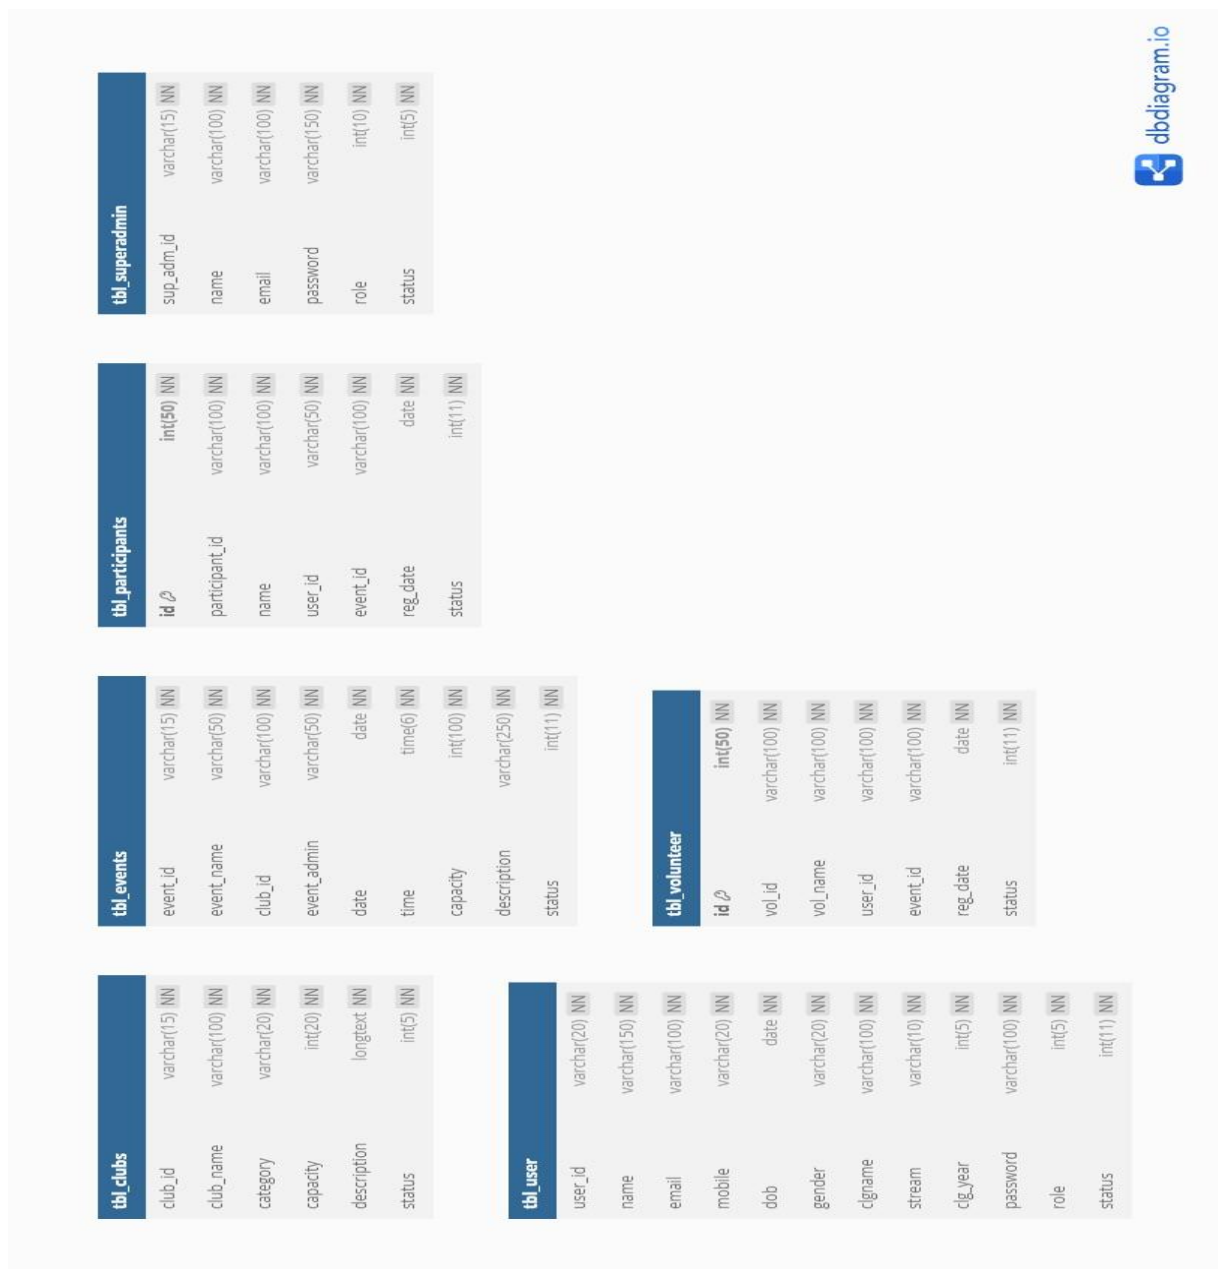 tbl_clubs
club_id varchar(15) NN
club_name varchar(100) NN
category varchar(20) NN
capacity int(20) NN
description longtext NN
status int(5) NN
tbl_events
event_id varchar(15) NN
event_name varchar(50) NN
club_id varchar(100) NN
event_admin varchar(50) NN
date date NN
time time(6) NN
capacity int(100) NN
description varchar(250) NN
status int(11) NN
tbl_participants
id int(50) NN
participant_id varchar(100) NN
name varchar(100) NN
user_id varchar(50) NN
event_id varchar(100) NN
reg_date date NN
status int(11) NN
tbl_superadmin
sup_adm_id varchar(15) NN
name varchar(100) NN
email varchar(100) NN
password varchar(150) NN
role int(10) NN
status int(5) NN
tbl_user
user_id varchar(20) NN
name varchar(150) NN
email varchar(100) NN
mobile varchar(20) NN
dob date NN
gender varchar(20) NN
clgname varchar(100) NN
stream varchar(10) NN
clg_year int(5) NN
password varchar(100) NN
role int(5) NN
status int(11) NN
tbl_volunteer
id int(50) NN
vol_id varchar(100) NN
vol_name varchar(100) NN
user_id varchar(100) NN
event_id varchar(100) NN
reg_date date NN
status int(11) NN
dbdiagram.io